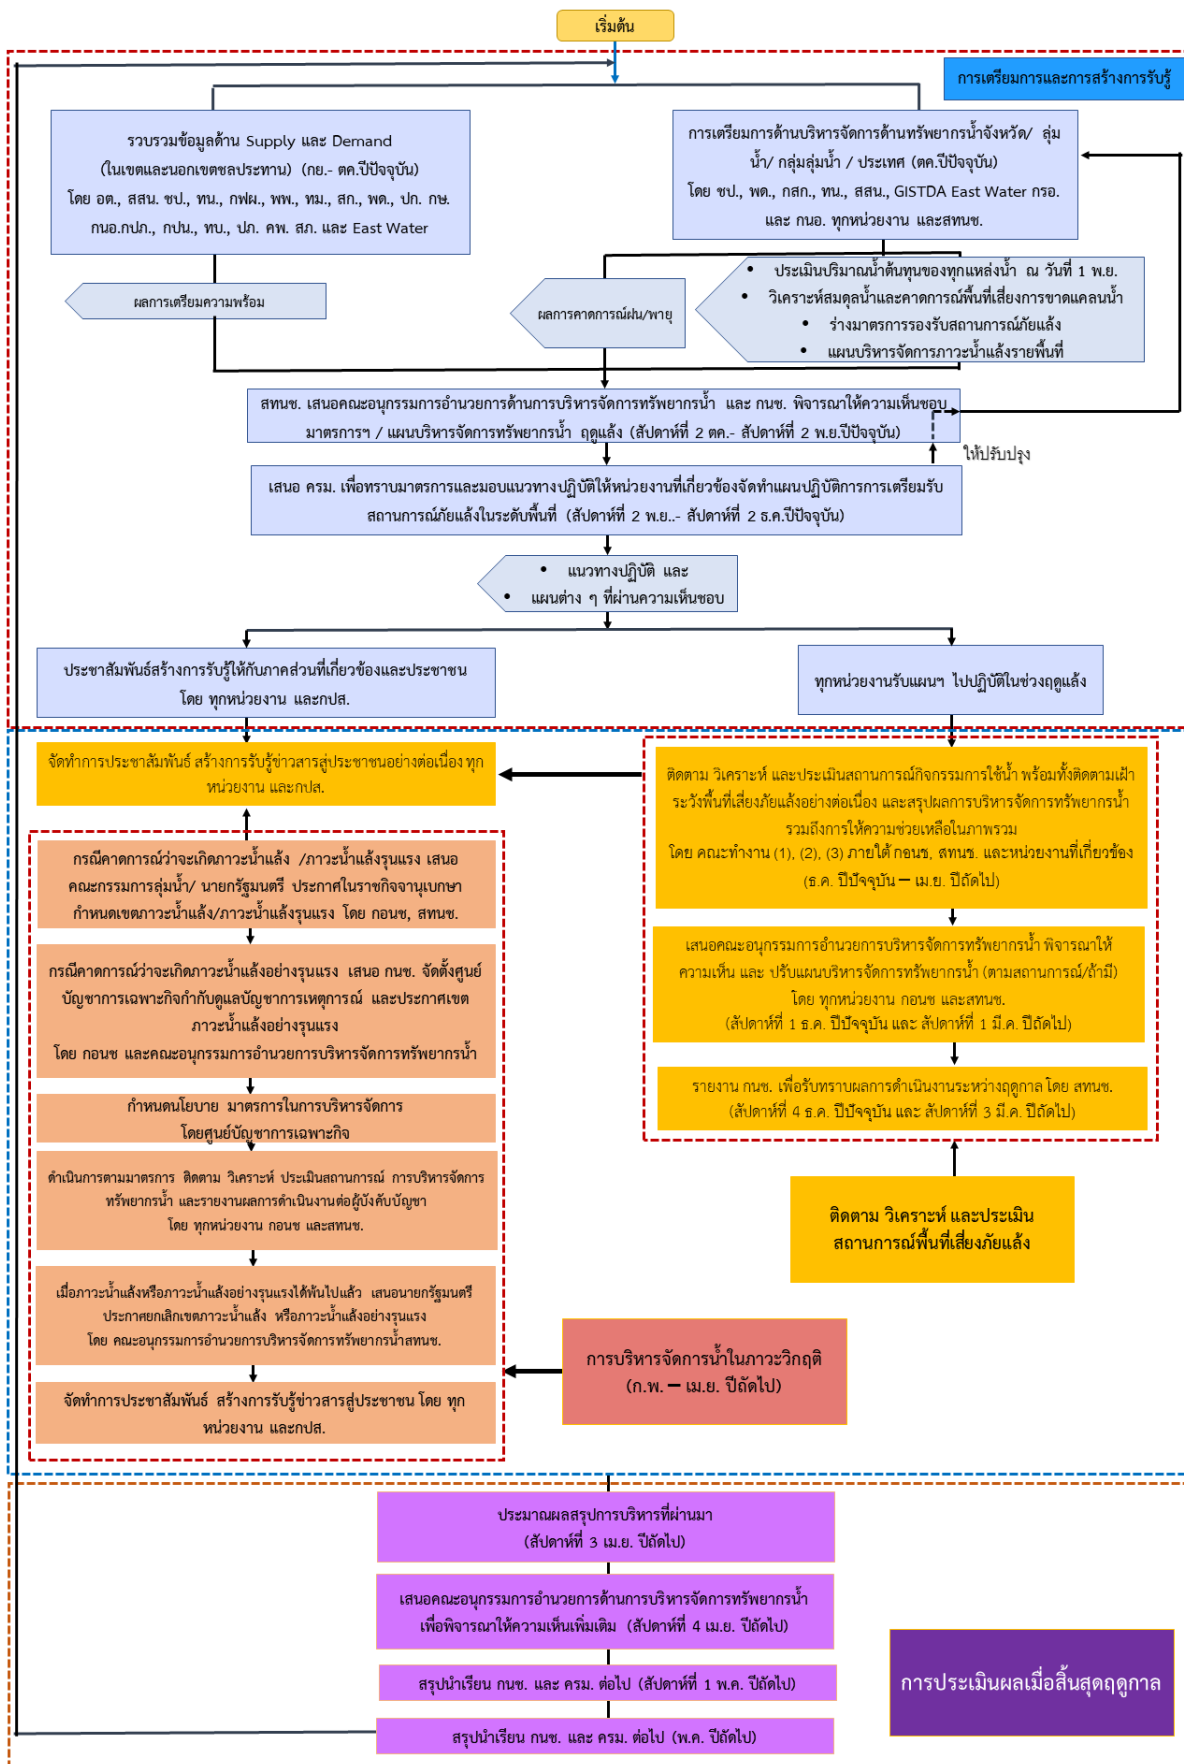 เริ่มต้น
การเตรียมการและการสร้างการรับรู้
รวบรวมข้อมูลด้าน Supply และ Demand
(ในเขตและนอกเขตชลประทาน) (กย.- ตค.ปีปัจจุบัน)
โดย อต., สสน. ชป., ทน., กฟผ., พพ., ทม., สก., พด., ปก. กษ.
กนอ.กปภ., กปน., ทบ., ปภ. คพ. สภ. และ East Water
การเตรียมการด้านบริหารจัดการด้านทรัพยากรน้ำจังหวัด/ ลุ่ม
น้ำ/ กลุ่มลุ่มน้ำ / ประเทศ (ตค.ปีปัจจุบัน)
โดย ชป., พด., กสก., ทน., สสน., GISTDA East Water กรอ.
และ กนอ. ทุกหน่วยงาน และสทนช.
ผลการเตรียมความพร้อม
ผลการคาดการณ์ฝน/พายุ
• ประเมินปริมาณน้ำต้นทุนของทุกแหล่งน้ำ ณ วันที่ 1 พ.ย.
• วิเคราะห์สมดุลน้ำและคาดการณ์พื้นที่เสี่ยงการขาดแคลนน้ำ
• ร่างมาตรการรองรับสถานการณ์ภัยแล้ง
• แผนบริหารจัดการภาวะน้ำแล้งรายพื้นที่
สทนช. เสนอคณะอนุกรรมการอำนวยการด้านการบริหารจัดการทรัพยากรน้ำ และ กนช. พิจารณาให้ความเห็นชอบ
มาตรการฯ / แผนบริหารจัดการทรัพยากรน้ำ ฤดูแล้ง (สัปดาห์ที่ 2 ตค.- สัปดาห์ที่ 2 พ.ย.ปีปัจจุบัน)
ให้ปรับปรุง
เสนอ ครม. เพื่อทราบมาตรการและมอบแนวทางปฏิบัติให้หน่วยงานที่เกี่ยวข้องจัดทำแผนปฏิบัติการการเตรียมรับ
สถานการณ์ภัยแล้งในระดับพื้นที่ (สัปดาห์ที่ 2 พ.ย..- สัปดาห์ที่ 2 ธ.ค.ปีปัจจุบัน)
• แนวทางปฏิบัติ และ
• แผนต่าง ๆ ที่ผ่านความเห็นชอบ
ประชาสัมพันธ์สร้างการรับรู้ให้กับภาคส่วนที่เกี่ยวข้องและประชาชน
โดย ทุกหน่วยงาน และกปส.
ทุกหน่วยงานรับแผนฯ ไปปฏิบัติในช่วงฤดูแล้ง
จัดทำการประชาสัมพันธ์ สร้างการรับรู้ข่าวสารสู่ประชาชนอย่างต่อเนื่อง ทุก
หน่วยงาน และกปส.
ติดตาม วิเคราะห์ และประเมินสถานการณ์กิจกรรมการใช้น้ำ พร้อมทั้งติดตามเฝ้า
ระวังพื้นที่เสี่ยงภัยแล้งอย่างต่อเนื่อง และสรุปผลการบริหารจัดการทรัพยากรน้ำ
รวมถึงการให้ความช่วยเหลือในภาพรวม
โดย คณะทำงาน (1), (2), (3) ภายใต้ กอนช, สทนช. และหน่วยงานที่เกี่ยวข้อง
(ธ.ค. ปีปัจจุบัน – เม.ย. ปีถัดไป)
กรณีคาดการณ์ว่าจะเกิดภาวะน้ำแล้ง /ภาวะน้ำแล้งรุนแรง เสนอ
คณะกรรมการลุ่มน้ำ/ นายกรัฐมนตรี ประกาศในราชกิจจานุเบกษา
กำหนดเขตภาวะน้ำแล้ง/ภาวะน้ำแล้งรุนแรง โดย กอนช, สทนช.
เสนอคณะอนุกรรมการอำนวยการบริหารจัดการทรัพยากรน้ำ พิจารณาให้
ความเห็น และ ปรับแผนบริหารจัดการทรัพยากรน้ำ (ตามสถานการณ์/ถ้ามี)
โดย ทุกหน่วยงาน กอนช และสทนช.
(สัปดาห์ที่ 1 ธ.ค. ปีปัจจุบัน และ สัปดาห์ที่ 1 มี.ค. ปีถัดไป)
กรณีคาดการณ์ว่าจะเกิดภาวะน้ำแล้งอย่างรุนแรง เสนอ กนช. จัดตั้งศูนย์
บัญชาการเฉพาะกิจกำกับดูแลบัญชาการเหตุการณ์ และประกาศเขต
ภาวะน้ำแล้งอย่างรุนแรง
โดย กอนช และคณะอนุกรรมการอำนวยการบริหารจัดการทรัพยากรน้ำ
รายงาน กนช. เพื่อรับทราบผลการดำเนินงานระหว่างฤดูกาล โดย สทนช.
(สัปดาห์ที่ 4 ธ.ค. ปีปัจจุบัน และ สัปดาห์ที่ 3 มี.ค. ปีถัดไป)
กำหนดนโยบาย มาตรการในการบริหารจัดการ
โดยศูนย์บัญชาการเฉพาะกิจ
ดำเนินการตามมาตรการ ติดตาม วิเคราะห์ ประเมินสถานการณ์ การบริหารจัดการ
ทรัพยากรน้ำ และรายงานผลการดำเนินงานต่อผู้บังคับบัญชา
โดย ทุกหน่วยงาน กอนช และสทนช.
ติดตาม วิเคราะห์ และประเมิน
สถานการณ์พื้นที่เสี่ยงภัยแล้ง
เมื่อภาวะน้ำแล้งหรือภาวะน้ำแล้งอย่างรุนแรงได้พ้นไปแล้ว เสนอนายกรัฐมนตรี
ประกาศยกเลิกเขตภาวะน้ำแล้ง หรือภาวะน้ำแล้งอย่างรุนแรง
โดย คณะอนุกรรมการอำนวยการบริหารจัดการทรัพยากรน้ำสทนช.
การบริหารจัดการน้ำในภาวะวิกฤติ
(ก.พ. – เม.ย. ปีถัดไป)
จัดทำการประชาสัมพันธ์ สร้างการรับรู้ข่าวสารสู่ประชาชน โดย ทุก
หน่วยงาน และกปส.
ประมาณผลสรุปการบริหารที่ผ่านมา
(สัปดาห์ที่ 3 เม.ย. ปีถัดไป)
เสนอคณะอนุกรรมการอำนวยการด้านการบริหารจัดการทรัพยากรน้ำ
เพื่อพิจารณาให้ความเห็นเพิ่มเติม (สัปดาห์ที่ 4 เม.ย. ปีถัดไป)
การประเมินผลเมื่อสิ้นสุดฤดูกาล
สรุปนำเรียน กนช. และ ครม. ต่อไป (สัปดาห์ที่ 1 พ.ค. ปีถัดไป)
สรุปนำเรียน กนช. และ ครม. ต่อไป (พ.ค. ปีถัดไป)